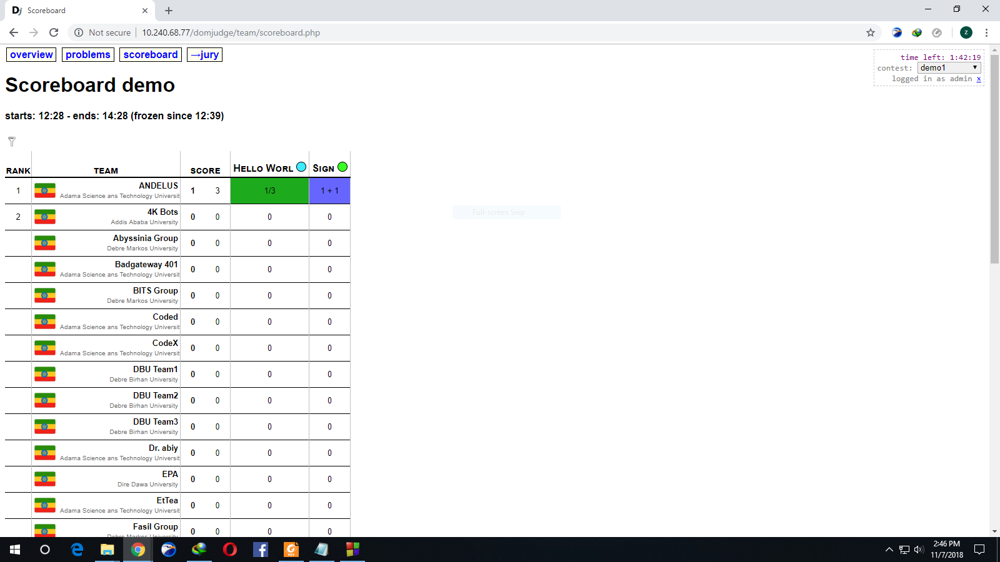 Dj Scoreboard
Not secure | 10.240.68.77/domjudge/team/scoreboard.php
z
overview problems scoreboard →jury
time left: 1:42:19
contest: demo1
logged in as admin x
Scoreboard demo
starts: 12:28 - ends: 14:28 (frozen since 12:39)
RANK TEAM SCORE HELLO WORL SIGN
1 ANDELUS 1 3 1/3 1 + 1
Adama Science ans Technology Universit
Full-screen Snip
2 4K Bots 0 0 0 0
Addis Ababa University
Abyssinia Group 0 0 0 0
Debre Markos University
Badgateway 401 0 0 0 0
Adama Science ans Technology Universit
BITS Group 0 0 0 0
Debre Markos University
Coded 0 0 0 0
Adama Science ans Technology Universit
CodeX 0 0 0 0
Adama Science ans Technology Universit
DBU Team1 0 0 0 0
Debre Birhan University
DBU Team2 0 0 0 0
Debre Birhan University
DBU Team3 0 0 0 0
Debre Birhan University
Dr. abiy 0 0 0 0
Adama Science ans Technology Universit
EPA 0 0 0 0
Dire Dawa University
EtTea 0 0 0 0
Adama Science ans Technology Universit
Fasil Group 0 0 0 0
Debre Markos University
2:46 PM
11/7/2018